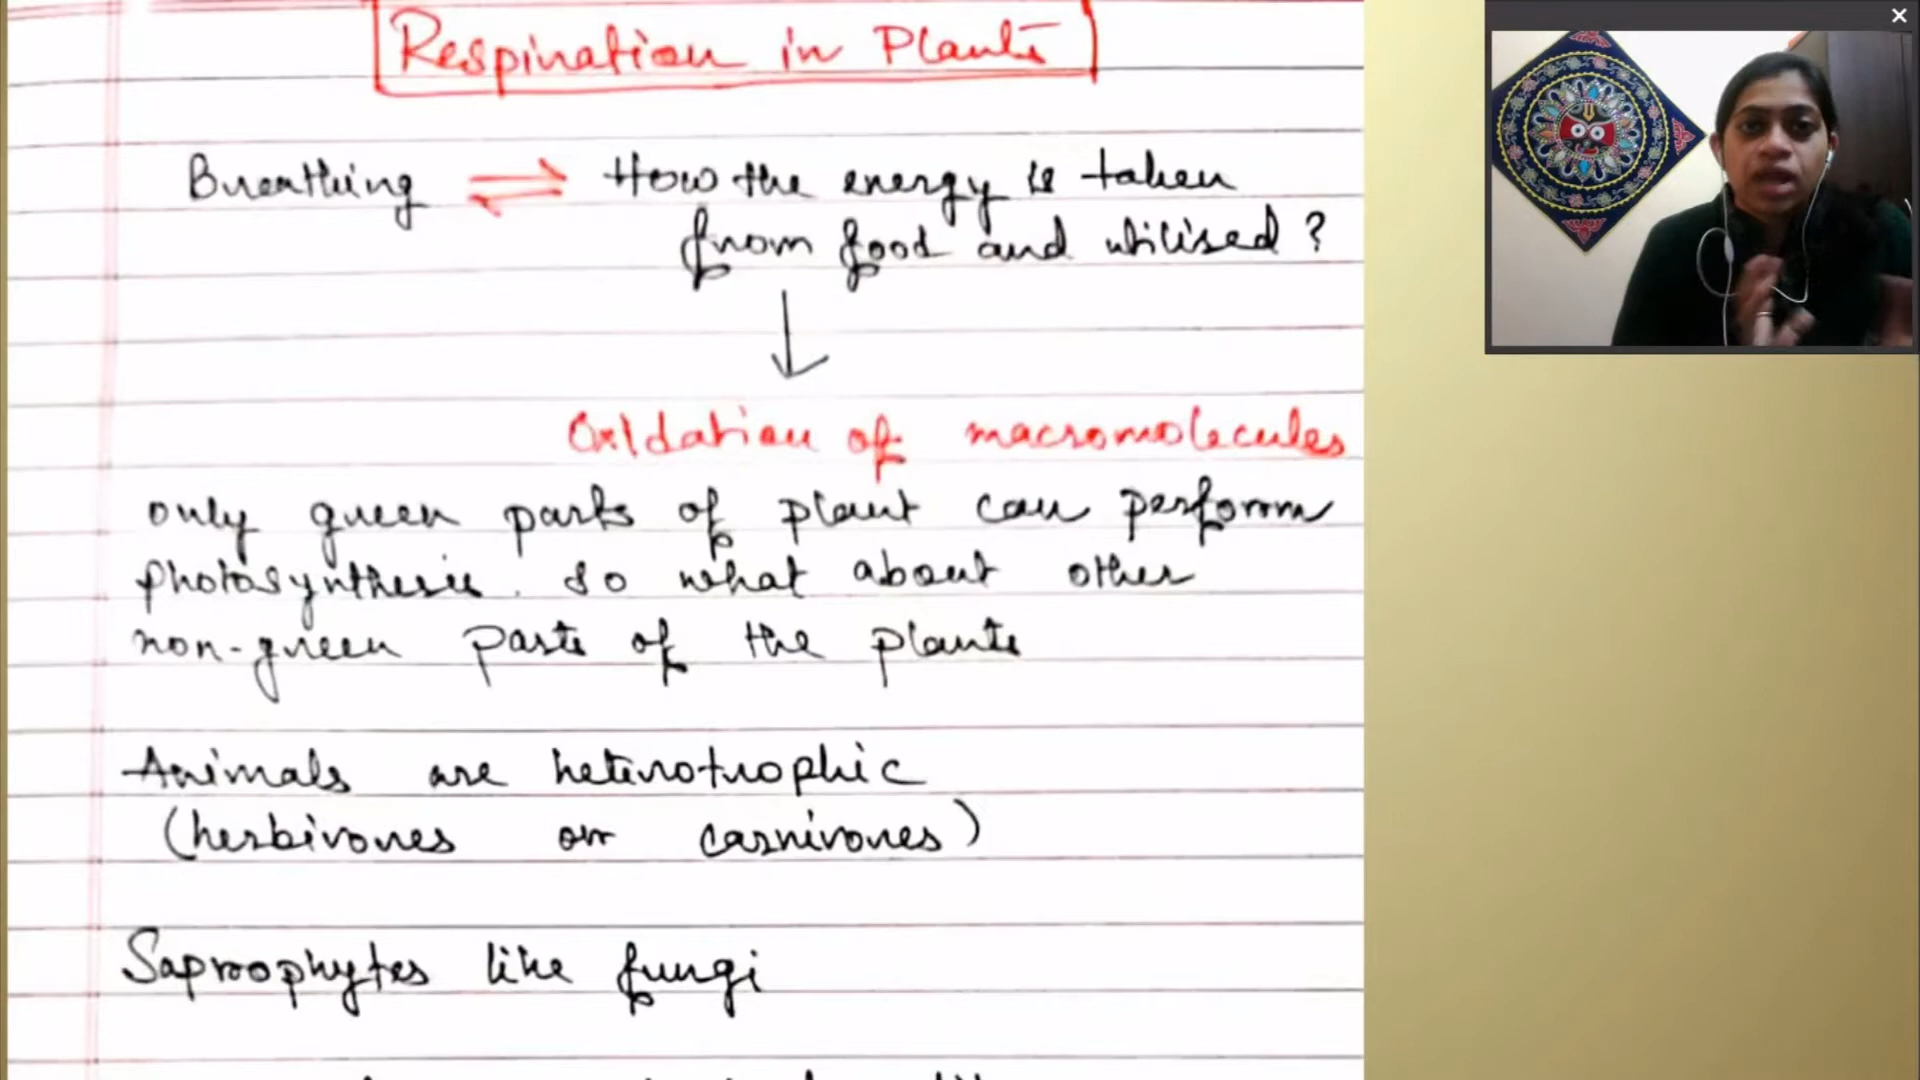 Respiration in Plants
Breathing ⇌ How the energy is taken
from food and utilised?
↓
Oxidation of macromolecules
only green parts of plant can perform
photosynthesis. So what about other
non-green parts of the plants
Animals are heterotrophic
(herbivores or carnivores)
Saprophytes like fungi